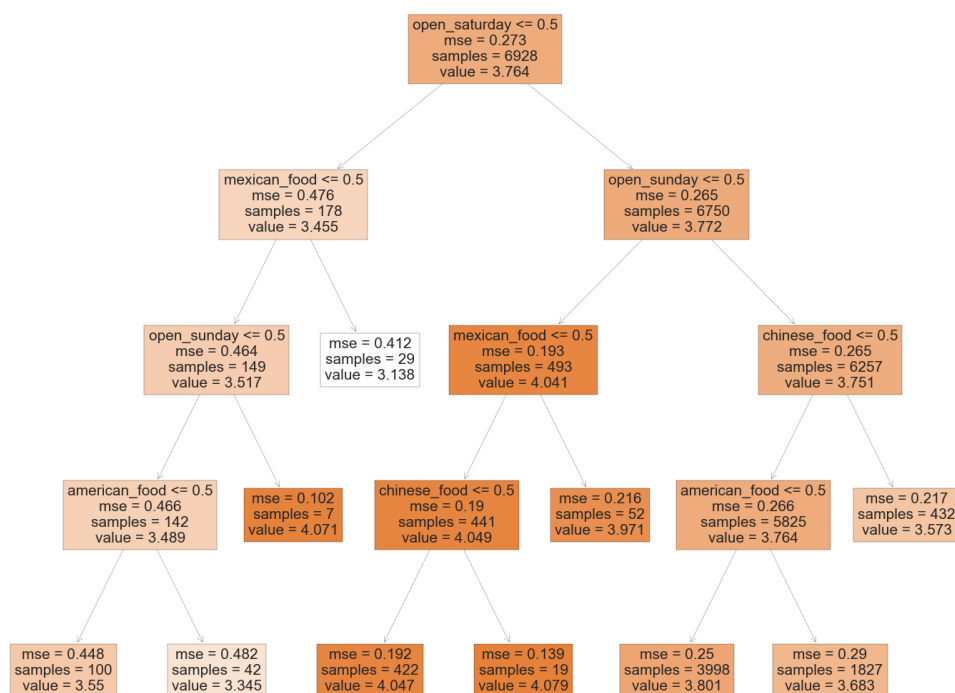 open_saturday <= 0.5
mse = 0.273
samples = 6928
value = 3.764
mexican_food <= 0.5
mse = 0.476
samples = 178
value = 3.455
open_sunday <= 0.5
mse = 0.265
samples = 6750
value = 3.772
open_sunday <= 0.5
mse = 0.464
samples = 149
value = 3.517
mse = 0.412
samples = 29
value = 3.138
mexican_food <= 0.5
mse = 0.193
samples = 493
value = 4.041
chinese_food <= 0.5
mse = 0.265
samples = 6257
value = 3.751
american_food <= 0.5
mse = 0.466
samples = 142
value = 3.489
mse = 0.102
samples = 7
value = 4.071
chinese_food <= 0.5
mse = 0.19
samples = 441
value = 4.049
mse = 0.216
samples = 52
value = 3.971
american_food <= 0.5
mse = 0.266
samples = 5825
value = 3.764
mse = 0.217
samples = 432
value = 3.573
mse = 0.448
samples = 100
value = 3.55
mse = 0.482
samples = 42
value = 3.345
mse = 0.192
samples = 422
value = 4.047
mse = 0.139
samples = 19
value = 4.079
mse = 0.25
samples = 3998
value = 3.801
mse = 0.29
samples = 1827
value = 3.683